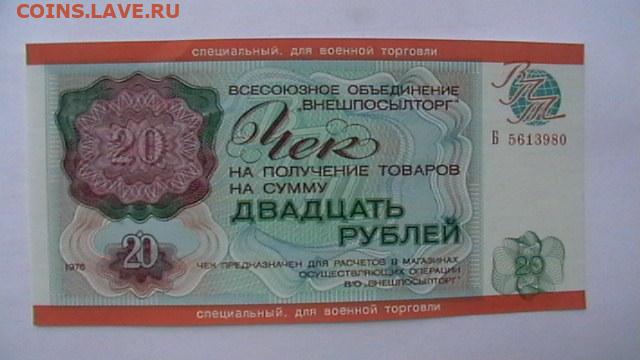 COINS.LAVE.RU
специальный. для военной торговли
ВСЕСОЮЗНОЕ ОБЪЕДИНЕНИЕ
„ВНЕШПОСЫЛТОРГ"
ВПТ
Чек
Б 5613980
20
НА ПОЛУЧЕНИЕ ТОВАРОВ
НА СУММУ
ДВАДЦАТЬ
РУБЛЕЙ
20
1976
ЧЕК ПРЕДНАЗНАЧЕН ДЛЯ РАСЧЕТОВ В МАГАЗИНАХ,
ОСУЩЕСТВЛЯЮЩИХ ОПЕРАЦИИ
В/О „ВНЕШПОСЫЛТОРГ"
20
специальный. для военной торговли